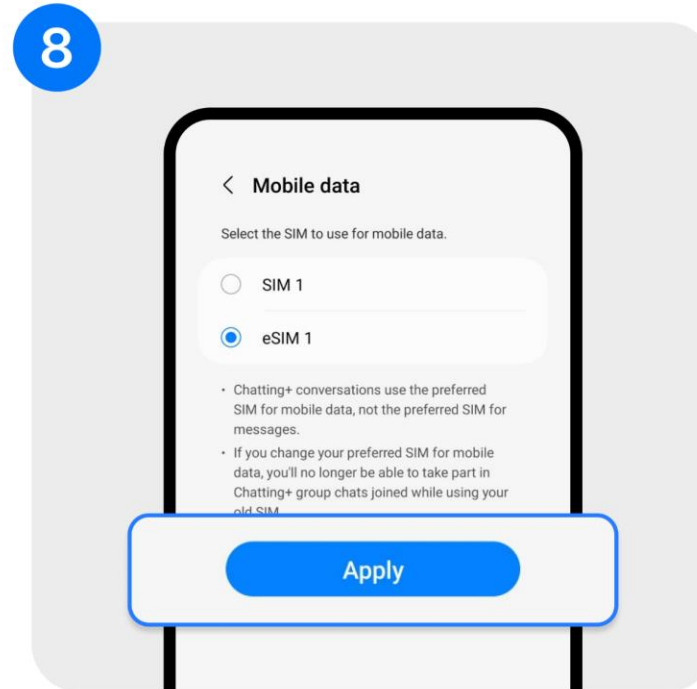 8
Mobile data
Select the SIM to use for mobile data.
SIM 1
eSIM 1
• Chatting+ conversations use the preferred
SIM for mobile data, not the preferred SIM for
messages.
• If you change your preferred SIM for mobile
data, you'll no longer be able to take part in
Chatting+ group chats joined while using your
old SIM
Apply